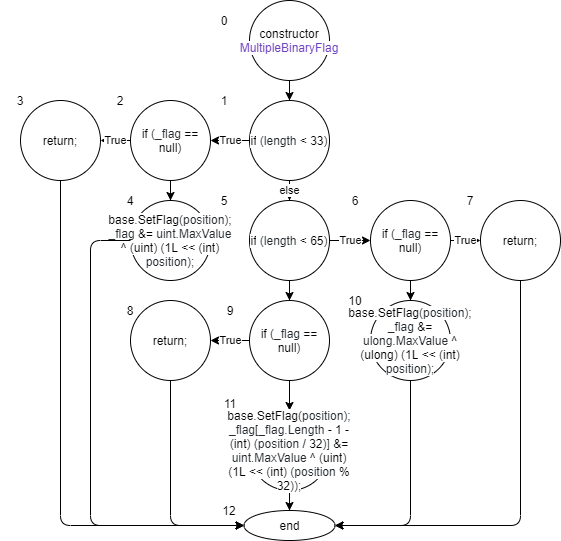 0
constructor
MultipleBinaryFlag
3
2
1
return;
True
if (_flag ==
null)
True
if (length < 33)
else
4
base.SetFlag(position);
_flag &= uint.MaxValue
^ (uint) (1L << (int)
position);
5
if (length < 65)
True
6
if (_flag ==
null)
True
7
return;
8
return;
True
9
if (_flag ==
null)
10
base.SetFlag(position);
_flag &=
ulong.MaxValue ^
(ulong) (1L << (int)
position);
11
base.SetFlag(position);
_flag[_flag.Length - 1 -
(int) (position / 32)] &=
uint.MaxValue ^ (uint)
(1L << (int) (position %
32));
12
end